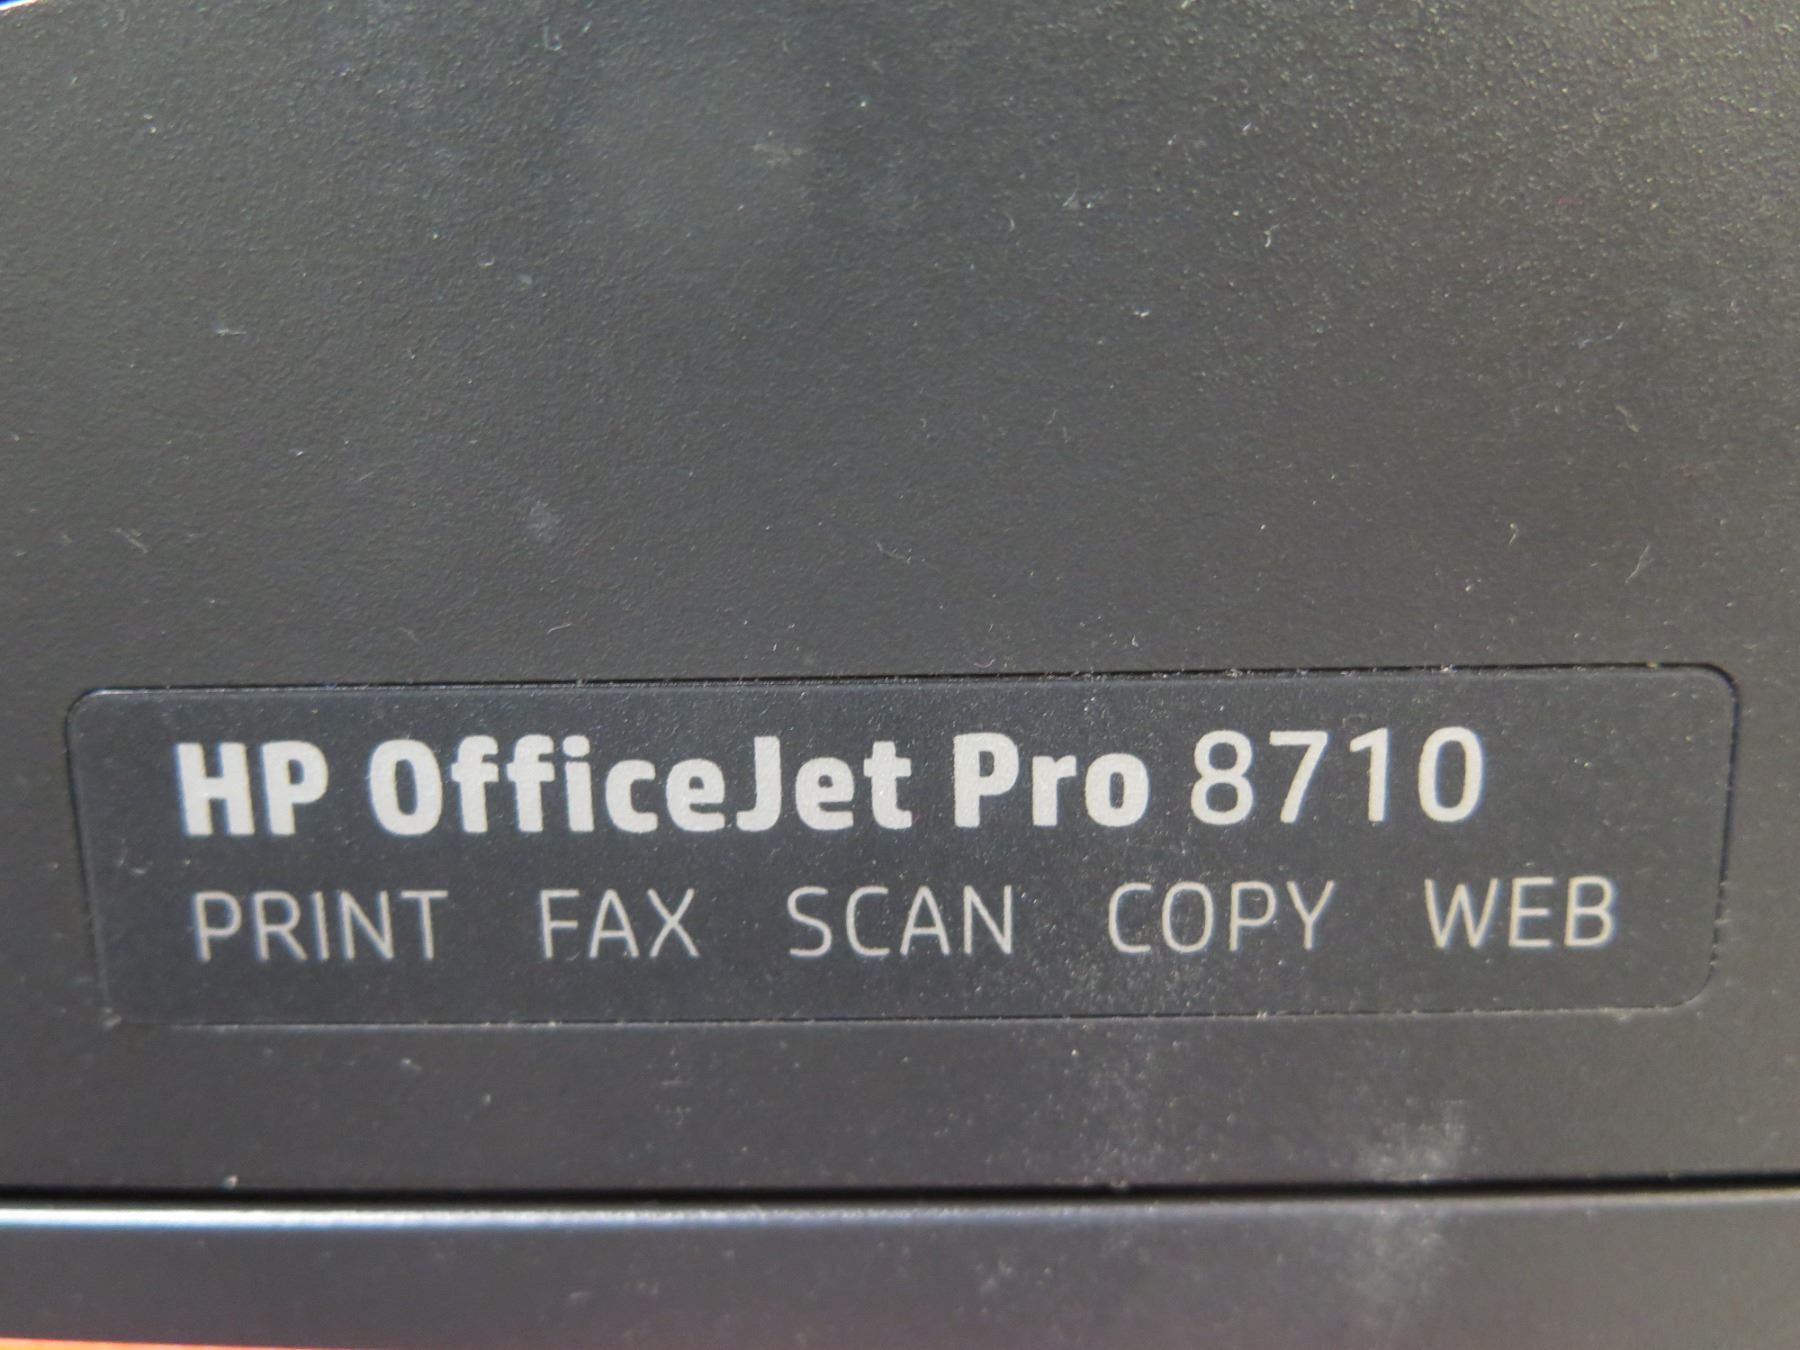 HP OfficeJet Pro 8710
PRINT FAX SCAN COPY WEB